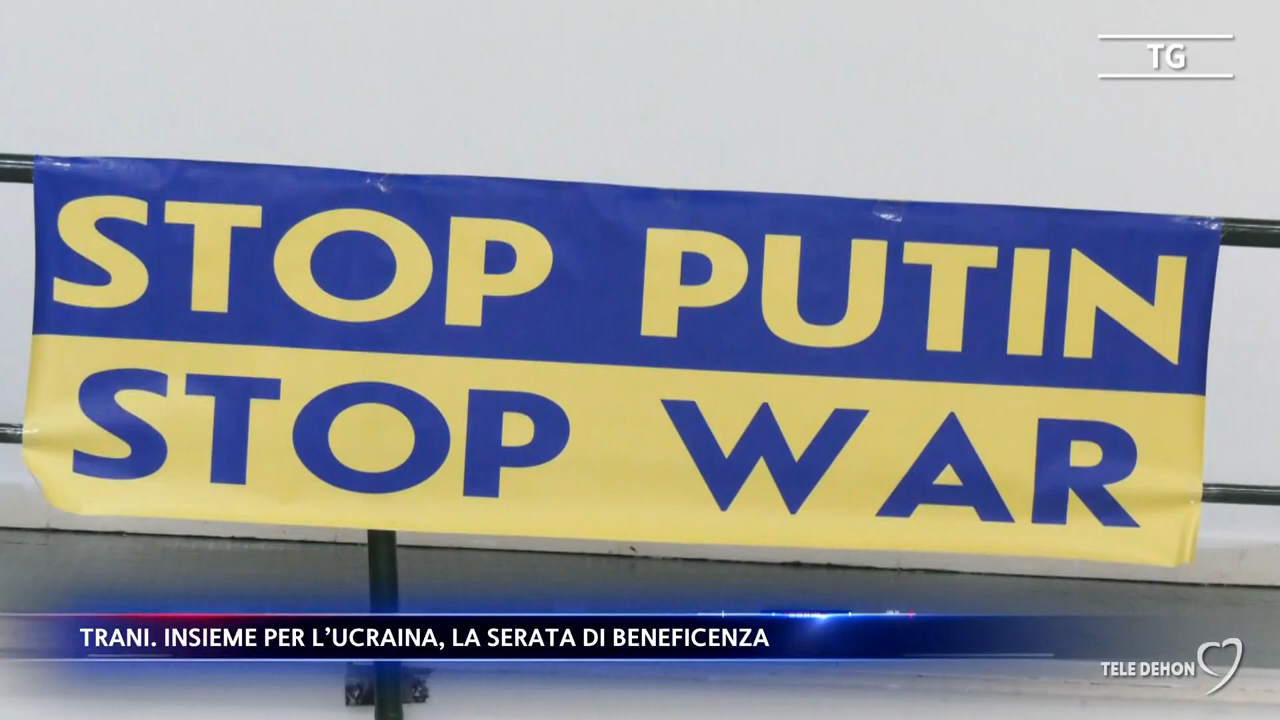 TG
STOP PUTIN
STOP WAR
TRANI. INSIEME PER L'UCRAINA, LA SERATA DI BENEFICENZA
TELE DEHON